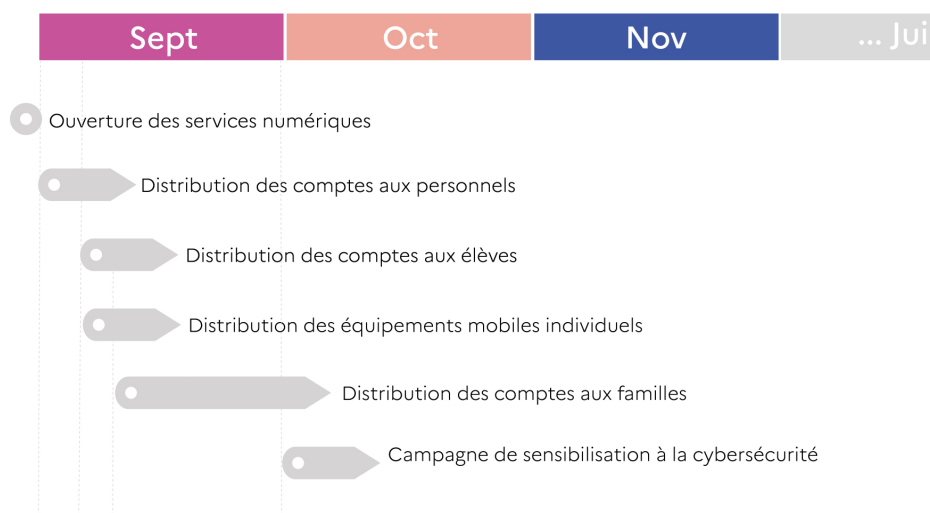 Sept Oct Nov ... Jui
Ouverture des services numériques
Distribution des comptes aux personnels
Distribution des comptes aux élèves
Distribution des équipements mobiles individuels
Distribution des comptes aux familles
Campagne de sensibilisation à la cybersécurité